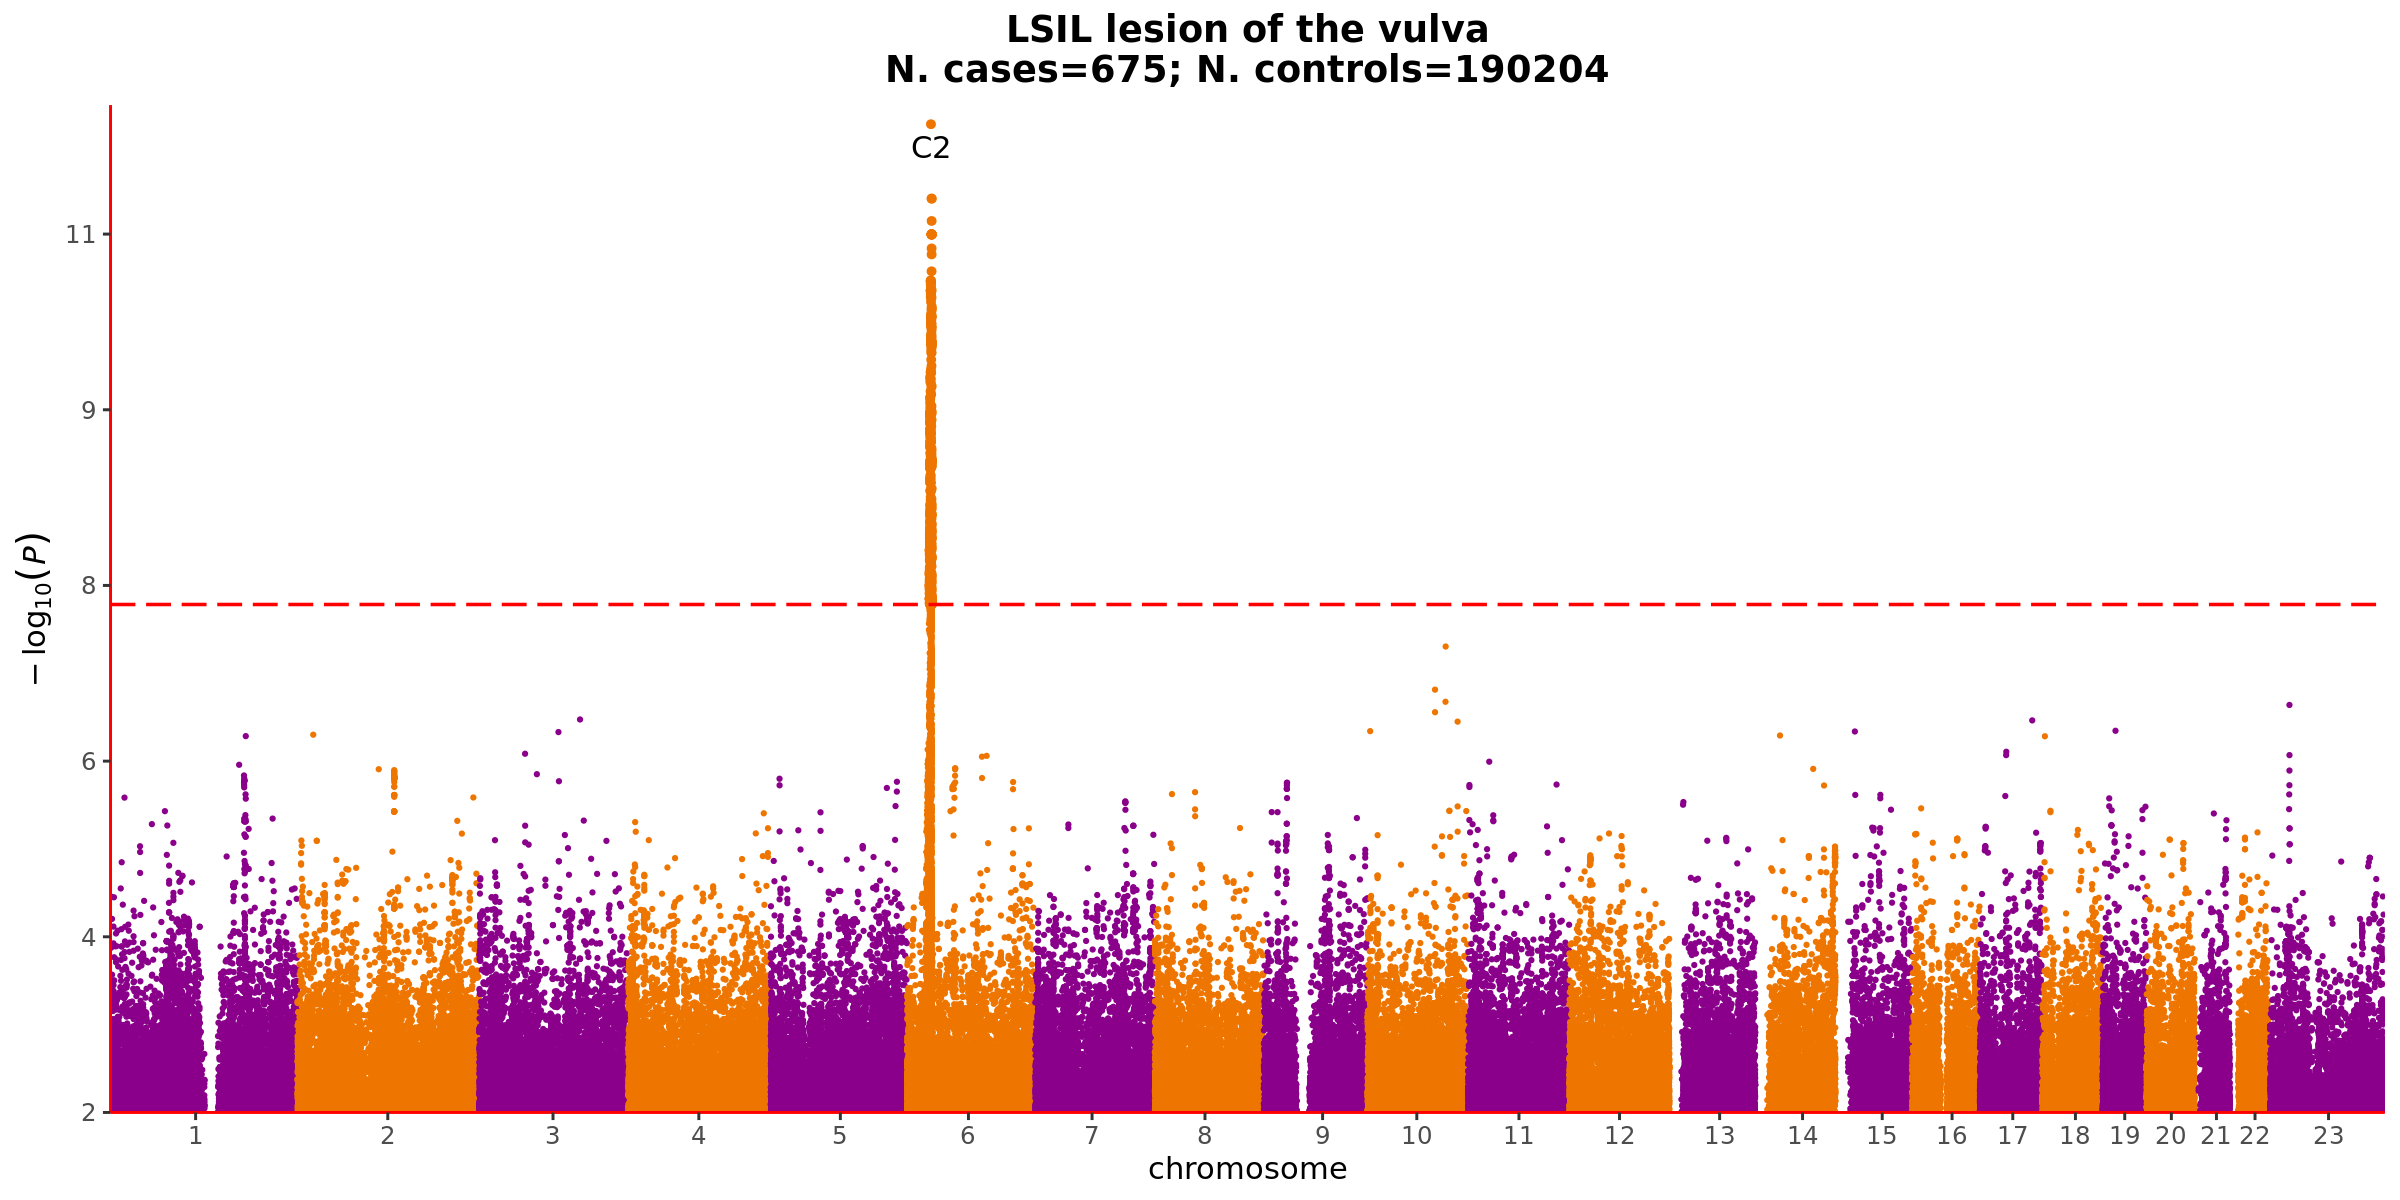 LSIL lesion of the vulva
N. cases=675; N. controls=190204
C2
11
9
8
6
4
2
−log10(P)
1 2 3 4 5 6 7 8 9 10 11 12 13 14 15 16 17 18 19 20 21 22 23
chromosome